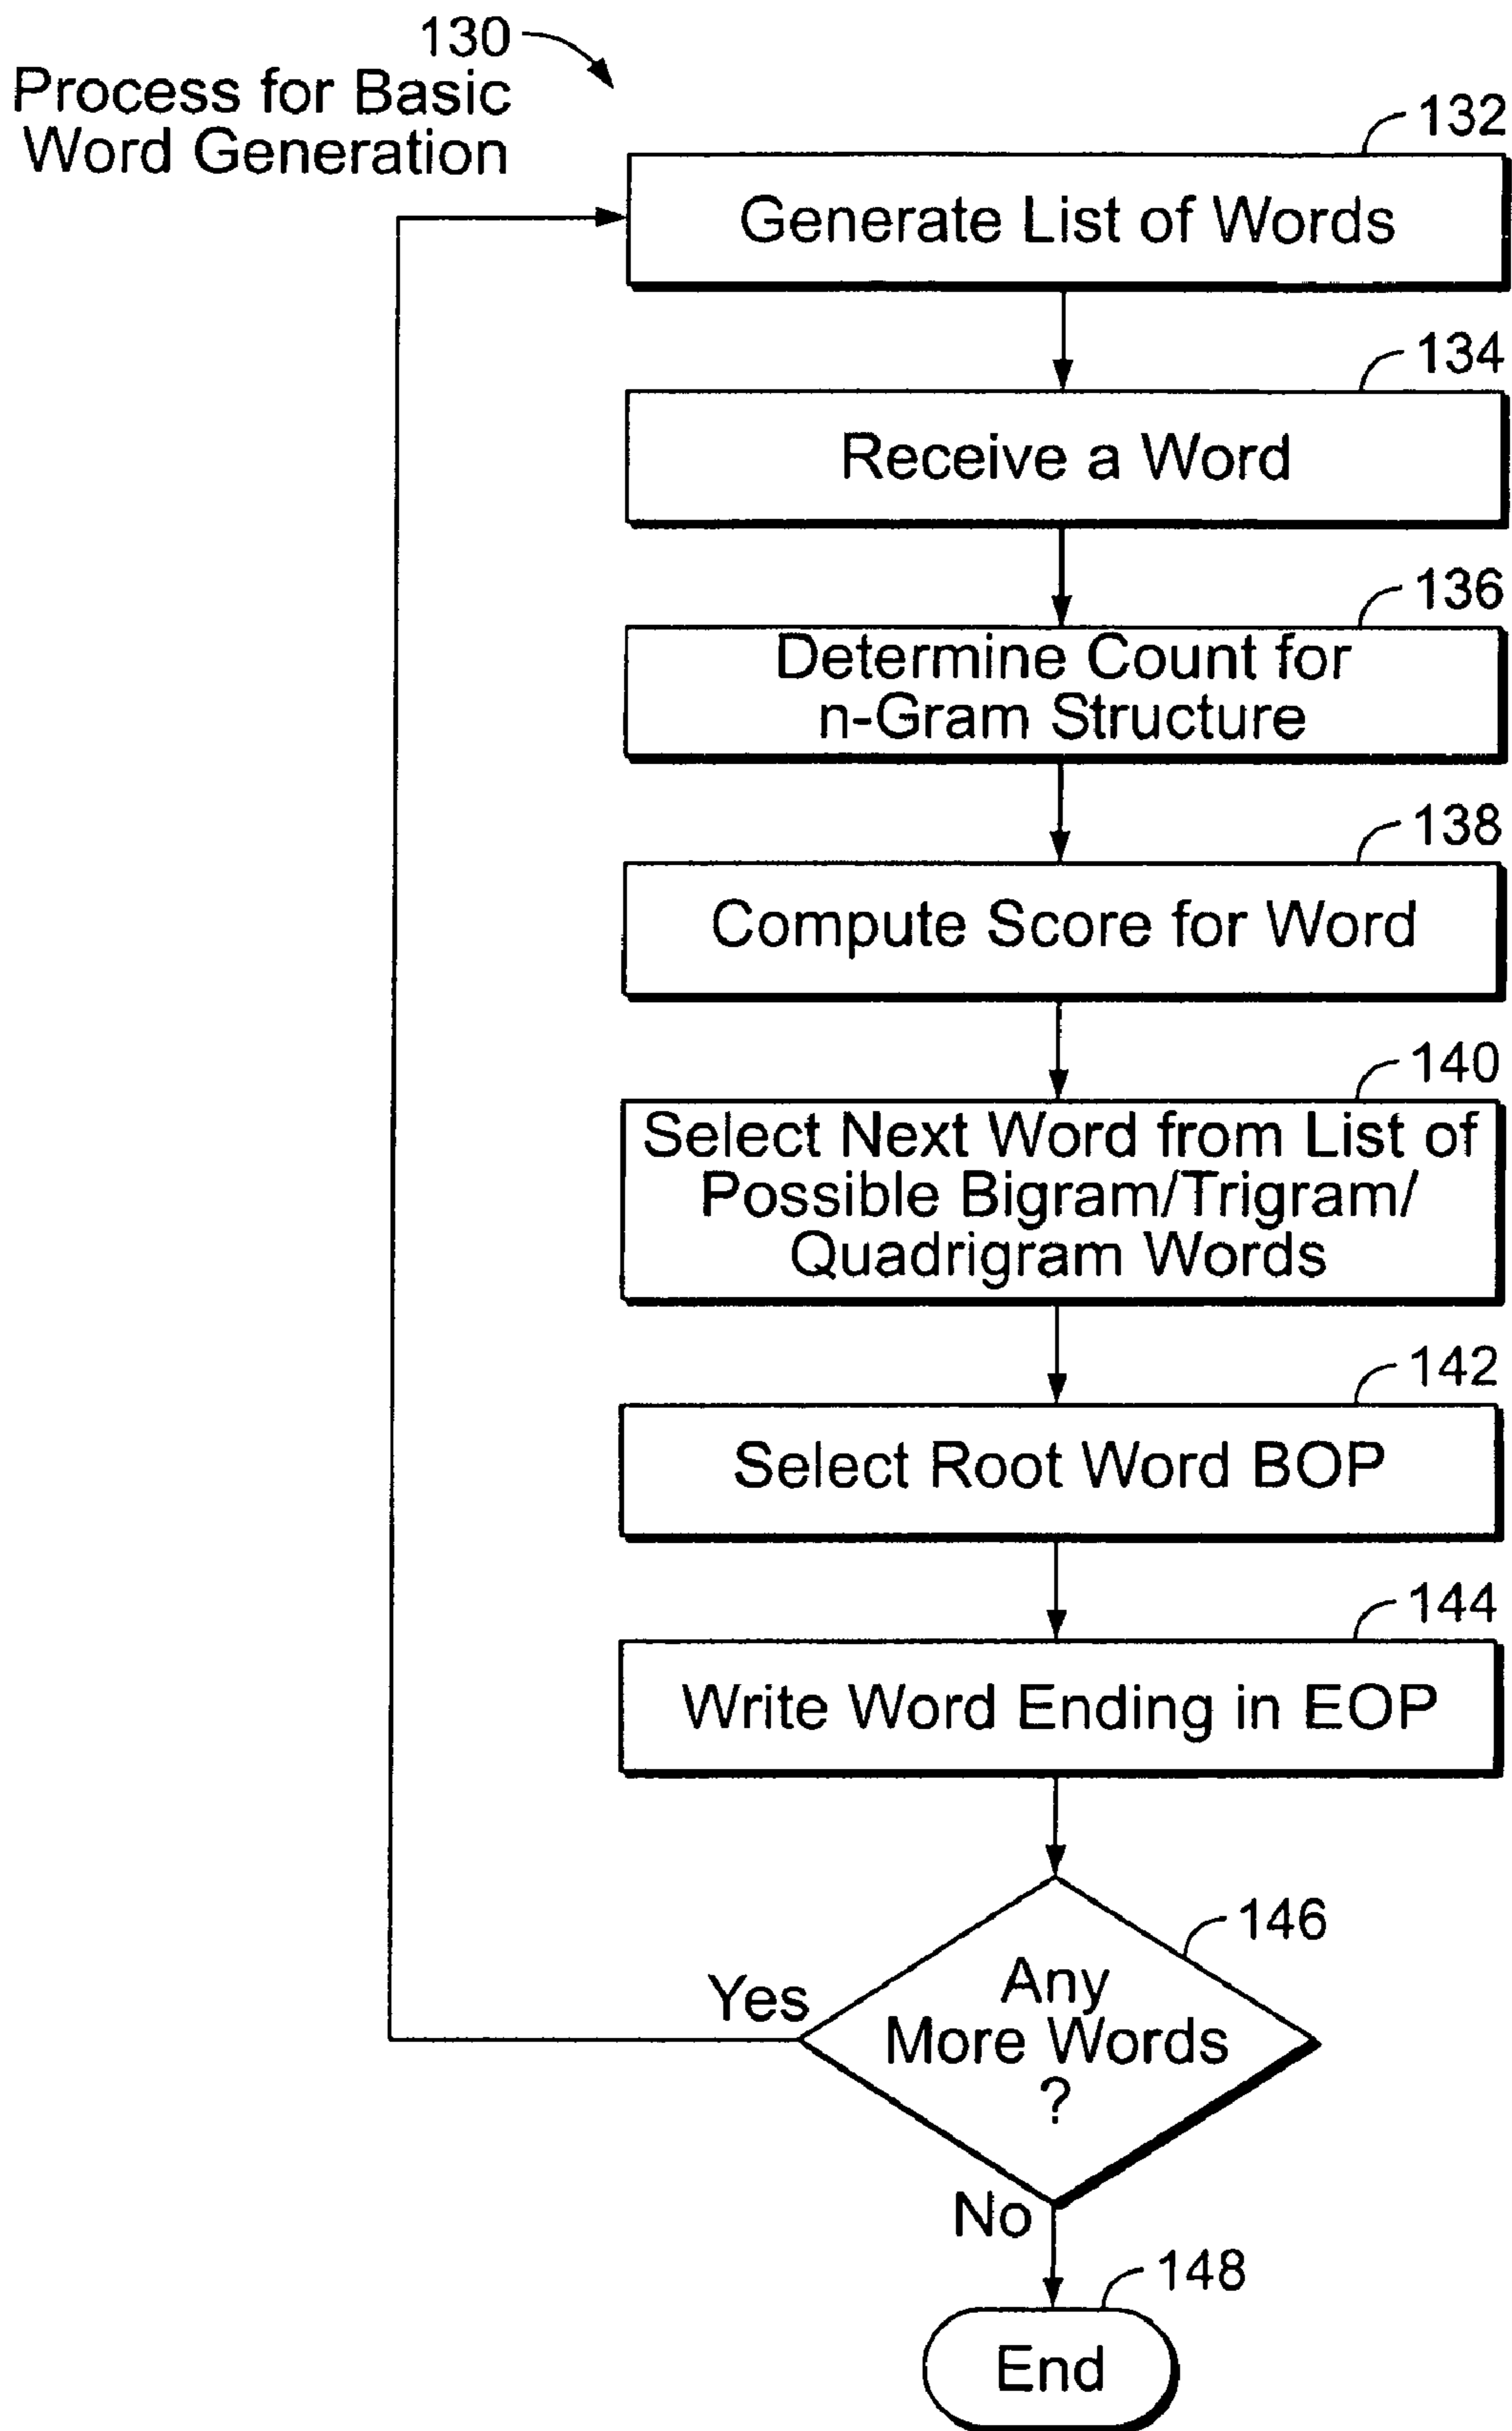 130
Process for Basic
Word Generation
132
Generate List of Words
134
Receive a Word
136
Determine Count for
n-Gram Structure
138
Compute Score for Word
140
Select Next Word from List of
Possible Bigram/Trigram/
Quadrigram Words
142
Select Root Word BOP
144
Write Word Ending in EOP
146
Yes
Any
More Words
?
No
148
End